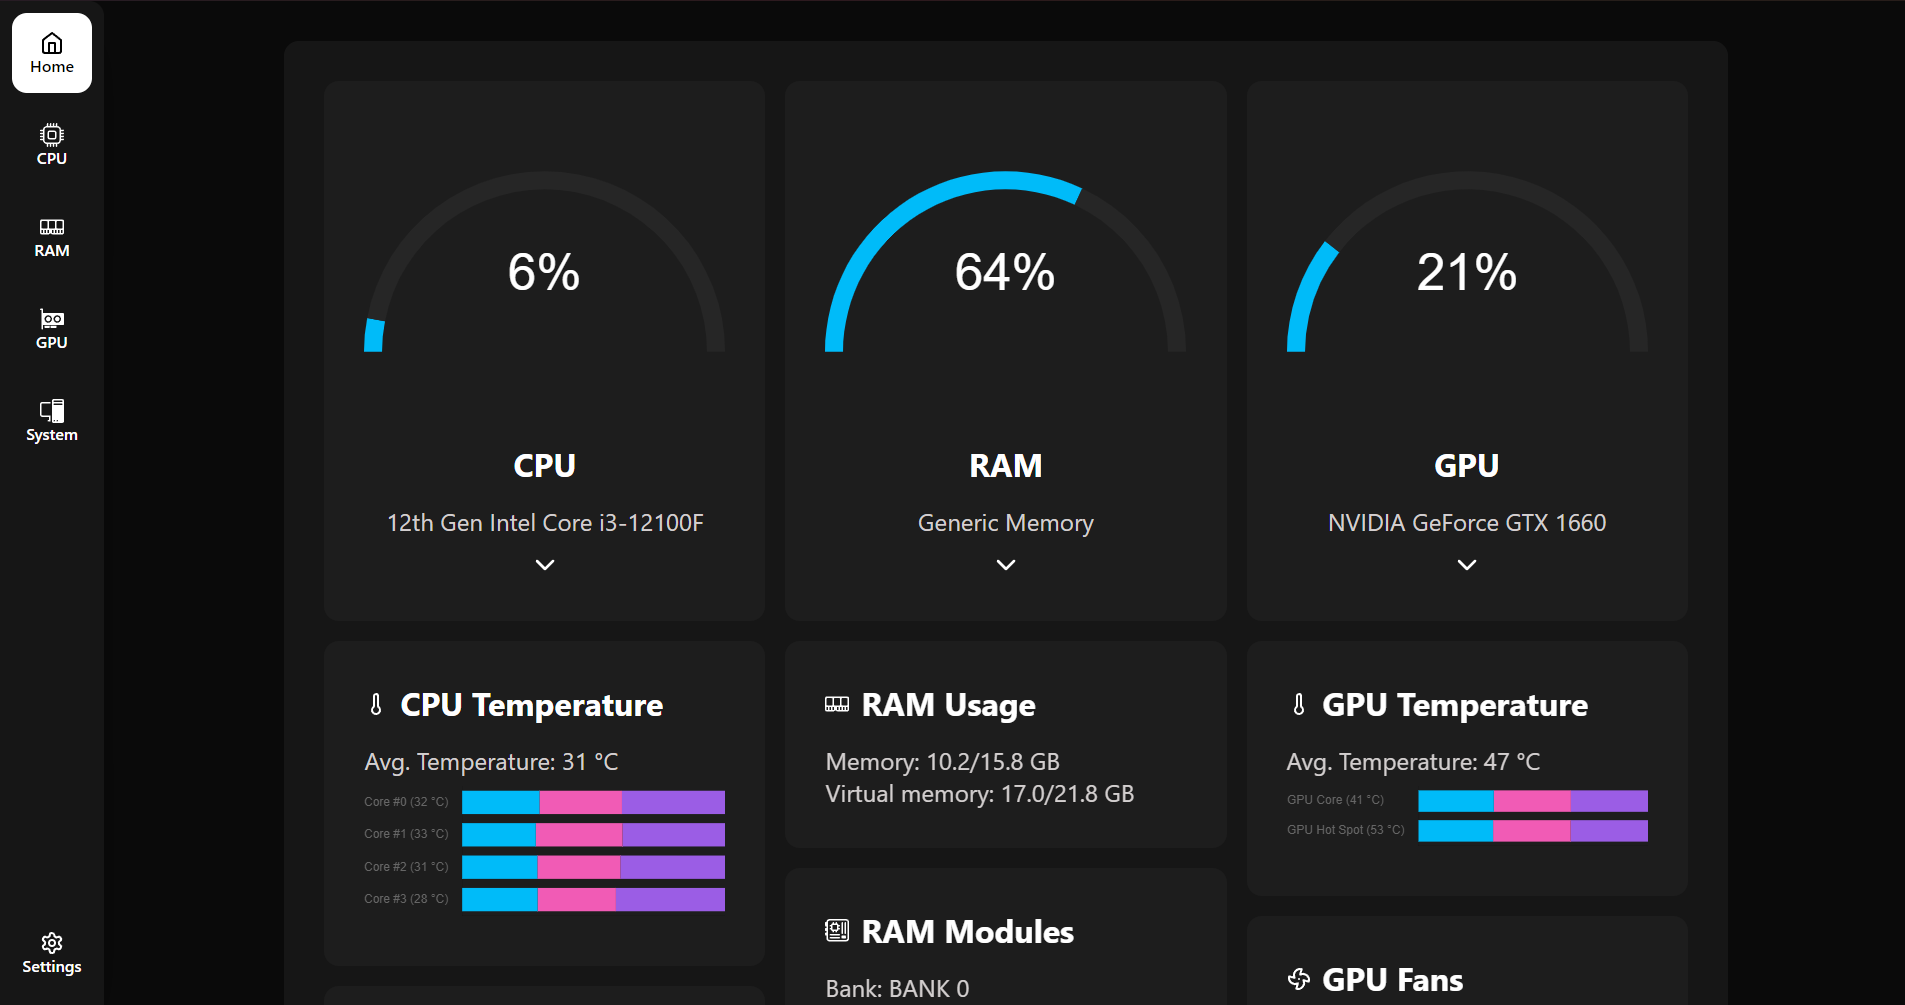 Home
CPU
RAM
GPU
System
Settings
6%
CPU
12th Gen Intel Core i3-12100F
64%
RAM
Generic Memory
21%
GPU
NVIDIA GeForce GTX 1660
CPU Temperature
Avg. Temperature: 31 °C
Core #0 (32 °C)
Core #1 (33 °C)
Core #2 (31 °C)
Core #3 (28 °C)
RAM Usage
Memory: 10.2/15.8 GB
Virtual memory: 17.0/21.8 GB
RAM Modules
Bank: BANK 0
GPU Temperature
Avg. Temperature: 47 °C
GPU Core (41 °C)
GPU Hot Spot (53 °C)
GPU Fans